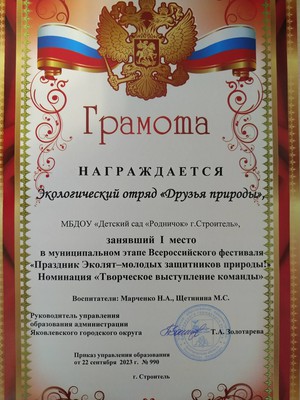 Грамота
НАГРАЖДАЕТСЯ
Экологический отряд «Друзья природы»,
МБДОУ «Детский сад «Родничок» г.Строитель»,
занявший I место
в муниципальном этапе Всероссийского фестиваля
«Праздник Эколят–молодых защитников природы!»
Номинация «Творческое выступление команды»
Воспитатели: Марченко Н.А., Щетинина М.С.
Руководитель управления
образования администрации
Яковлевского городского округа
Т.А. Золотарева
Приказ управления образования
от 22 сентября 2023 г. № 990
г. Строитель